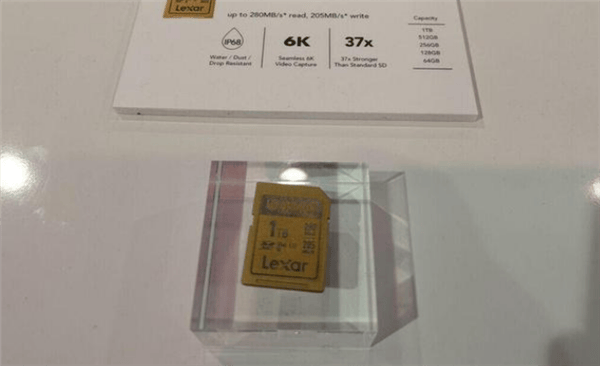 Lexar
up to 280MB/s* read, 205MB/s* write
IP68
Water / Dust /
Drop Resistant
6K
Seamless 6K
Video Capture
37x
37x Stronger
Than Standard SD
Capacity
1TB
512GB
256GB
128GB
64GB
1TB
Lexar